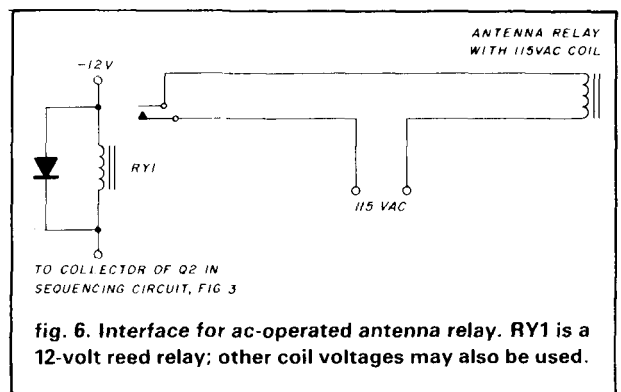 ANTENNA RELAY
WITH 115VAC COIL
-12V
RY1
115 VAC
TO COLLECTOR OF Q2 IN
SEQUENCING CIRCUIT, FIG 3
fig. 6. Interface for ac-operated antenna relay. RY1 is a
12-volt reed relay; other coil voltages may also be used.